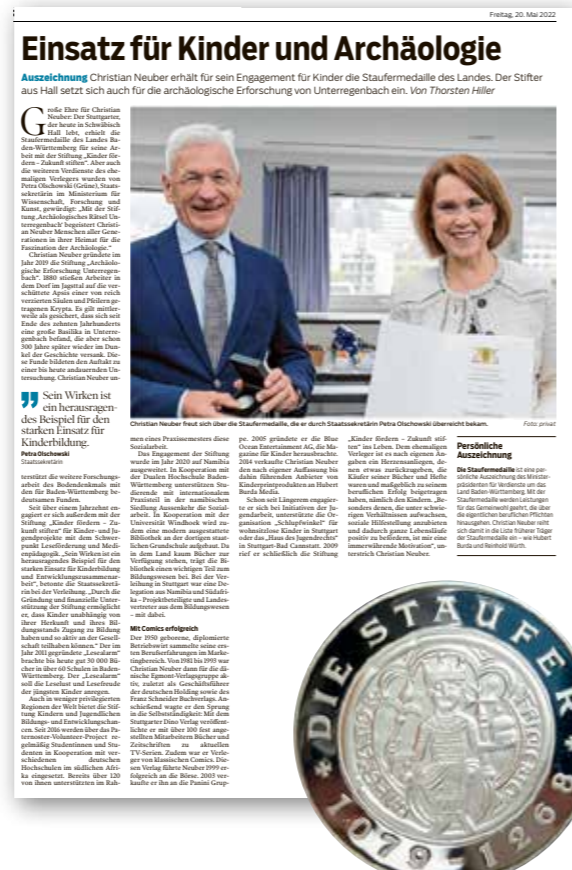 Freitag, 20. Mai 2022
Einsatz für Kinder und Archäologie
Auszeichnung Christian Neuber erhält für sein Engagement für Kinder die Staufermedaille des Landes. Der Stifter
aus Hall setzt sich auch für die archäologische Erforschung von Unterregenbach ein. Von Thorsten Hiller
Große Ehre für Christian
Neuber: Der Stuttgarter,
der heute in Schwäbisch
Hall lebt, erhielt die
Staufermedaille des Landes Ba-
den-Württemberg für seine Ar-
beit mit der Stiftung „Kinder för-
dern – Zukunft stiften“. Aber auch
die weiteren Verdienste des ehe-
maligen Verlegers wurden von
Petra Olschowski (Grüne), Staats-
sekretärin im Ministerium für
Wissenschaft, Forschung und
Kunst, gewürdigt: „Mit der Stif-
tung ‚Archäologisches Rätsel Un-
terregenbach‘ begeistert Christi-
an Neuber Menschen aller Gene-
rationen in ihrer Heimat für die
Faszination der Archäologie.“
Christian Neuber gründete im
Jahr 2019 die Stiftung „Archäolo-
gische Erforschung Unterregen-
bach“. 1880 stießen Arbeiter in
dem Dorf im Jagsttal auf die ver-
schüttete Apsis einer von reich
verzierten Säulen und Pfeilern ge-
tragenen Krypta. Es gilt mittler-
weile als gesichert, dass sich seit
Ende des zehnten Jahrhunderts
eine große Basilika in Unterre-
genbach befand, die aber schon
300 Jahre später wieder im Dun-
kel der Geschichte versank. Die-
se Funde bildeten den Auftakt zu
einer bis heute andauernden Un-
tersuchung. Christian Neuber un-
Sein Wirken ist
ein herausragen-
des Beispiel für den
starken Einsatz für
Kinderbildung.
Petra Olschowski
Staatssekretärin
terstützt die weitere Forschungs-
arbeit des Bodendenkmals mit
den für Baden-Württemberg be-
deutsamen Funden.
Seit über einem Jahrzehnt en-
gagiert er sich außerdem mit der
Stiftung „Kinder fördern – Zu-
kunft stiften“ für Kinder- und Ju-
gendprojekte mit dem Schwer-
punkt Leseförderung und Medi-
enpädagogik. „Sein Wirken ist ein
herausragendes Beispiel für den
starken Einsatz für Kinderbildung
und Entwicklungszusammenar-
beit“, betonte die Staatssekretä-
rin bei der Verleihung. „Durch die
Gründung und finanzielle Unter-
stützung der Stiftung ermöglicht
er, dass Kinder unabhängig von
ihrer Herkunft und ihres Bil-
dungsstands Zugang zu Bildung
haben und so aktiv an der Gesell-
schaft teilhaben können.“ Der im
Jahr 2011 gegründete „Lesealarm“
brachte bis heute gut 30 000 Bü-
cher in über 60 Schulen in Baden-
Württemberg. Der „Lesealarm“
soll die Leselust und Lesefreude
der jüngsten Kinder anregen.
Auch in weniger privilegierten
Regionen der Welt bietet die Stif-
tung Kindern und Jugendlichen
Bildungs- und Entwicklungschan-
cen. Seit 2016 werden über das Pa-
ternoster-Volunteer-Project re-
gelmäßig Studentinnen und Stu-
denten in Kooperation mit ver-
schiedenen deutschen
Hochschulen im südlichen Afri-
ka eingesetzt. Bereits über 120
von ihnen unterstützten im Rah-
Christian Neuber freut sich über die Staufermedaille, die er durch Staatssekretärin Petra Olschowski überreicht bekam.
Foto: privat
men eines Praxissemesters diese
Sozialarbeit.
Das Engagement der Stiftung
wurde im Jahr 2020 auf Namibia
ausgeweitet. In Kooperation mit
der Dualen Hochschule Baden-
Württemberg unterstützen Stu-
dierende mit internationalem
Praxisteil in der namibischen
Siedlung Aussenkehr die Sozial-
arbeit. In Kooperation mit der
Universität Windhoek wird zu-
dem eine modern ausgestattete
Bibliothek an der dortigen staat-
lichen Grundschule aufgebaut. Da
in dem Land kaum Bücher zur
Verfügung stehen, trägt die Bi-
bliothek einen wichtigen Teil zum
Bildungswesen bei. Bei der Ver-
leihung in Stuttgart war eine De-
legation aus Namibia und Südafri-
ka – Projektbeteiligte und Landes-
vertreter aus dem Bildungswesen
– mit dabei.
Mit Comics erfolgreich
Der 1950 geborene, diplomierte
Betriebswirt sammelte seine ers-
ten Berufserfahrungen im Marke-
tingbereich. Von 1981 bis 1993 war
Christian Neuber dann für die dä-
nische Egmont-Verlagsgruppe ak-
tiv, zuletzt als Geschäftsführer
der deutschen Holding sowie des
Franz Schneider Buchverlags. An-
schließend wagte er den Sprung
in die Selbstständigkeit: Mit dem
Stuttgarter Dino Verlag veröffent-
lichte er mit über 100 fest ange-
stellten Mitarbeitern Bücher und
Zeitschriften zu aktuellen
TV-Serien. Zudem war er Verle-
ger von klassischen Comics. Die-
sen Verlag führte Neuber 1999 er-
folgreich an die Börse. 2003 ver-
kaufte er ihn an die Panini Grup-
pe. 2005 gründete er die Blue
Ocean Entertainment AG, die Ma-
gazine für Kinder herausbrachte.
2014 verkaufte Christian Neuber
den nach eigener Auffassung bis
dahin führenden Anbieter von
Kinderprintprodukten an Hubert
Burda Media.
Schon seit Längerem engagier-
te er sich bei Initiativen der Ju-
gendarbeit, unterstützte die Or-
ganisation „Schlupfwinkel“ für
Straßenkinder in Stuttgart
oder das „Haus des Jugendrechts“
in Stuttgart-Bad Cannstatt. 2009
rief er schließlich die Stiftung
„Kinder fördern – Zukunft stif-
ten“ ins Leben. Dem ehemaligen
Verleger ist es nach eigenen An-
gaben ein Herzensanliegen, de-
nen etwas zurückzugeben, die
Käufer seiner Bücher und Hefte
waren und maßgeblich zu seinem
beruflichen Erfolg beigetragen
haben, nämlich den Kindern. „Be-
sonders denen, die unter schwie-
rigen Verhältnissen aufwachsen,
soziale Hilfestellung anzubieten
und dadurch ganze Lebensläufe
positiv zu befördern, ist mir eine
immerwährende Motivation“, un-
terstrich Christian Neuber.
Persönliche
Auszeichnung
Die Staufermedaille ist eine per-
sönliche Auszeichnung des Minister-
präsidenten für Verdienste um das
Land Baden-Württemberg. Mit der
Staufermedaille werden Leistungen
für das Gemeinwohl geehrt, die über
die eigentlichen beruflichen Pflichten
hinausgehen. Christian Neuber reiht
sich damit in die Liste früherer Träger
der Staufermedaille ein – wie Hubert
Burda und Reinhold Würth.
DIE STAUFER
1079-1268